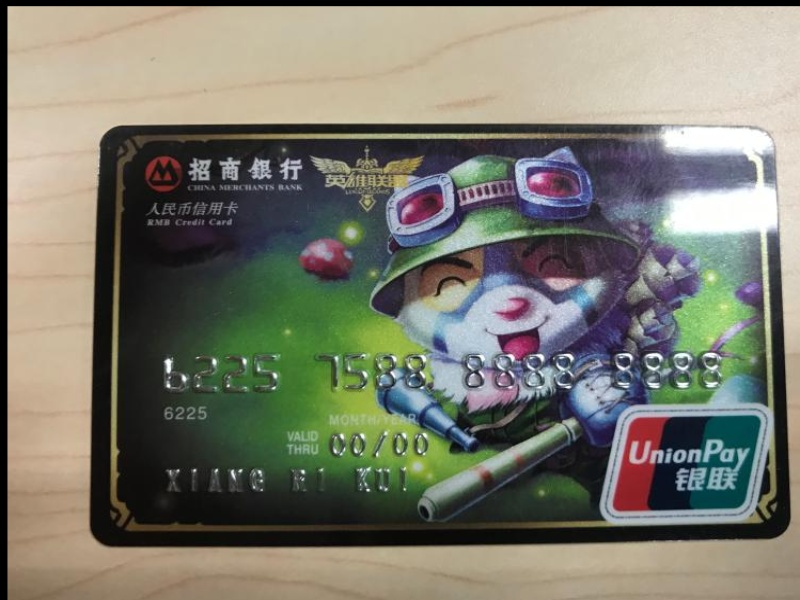 招商銀行
CHINA MERCHANTS BANK
英雄联盟
人民币信用卡
RMB Credit Card
6225 7588 8888 8888
6225
MONTH/YEAR
VALID THRU 00/00
XIANG RI KUI
UnionPay
银联